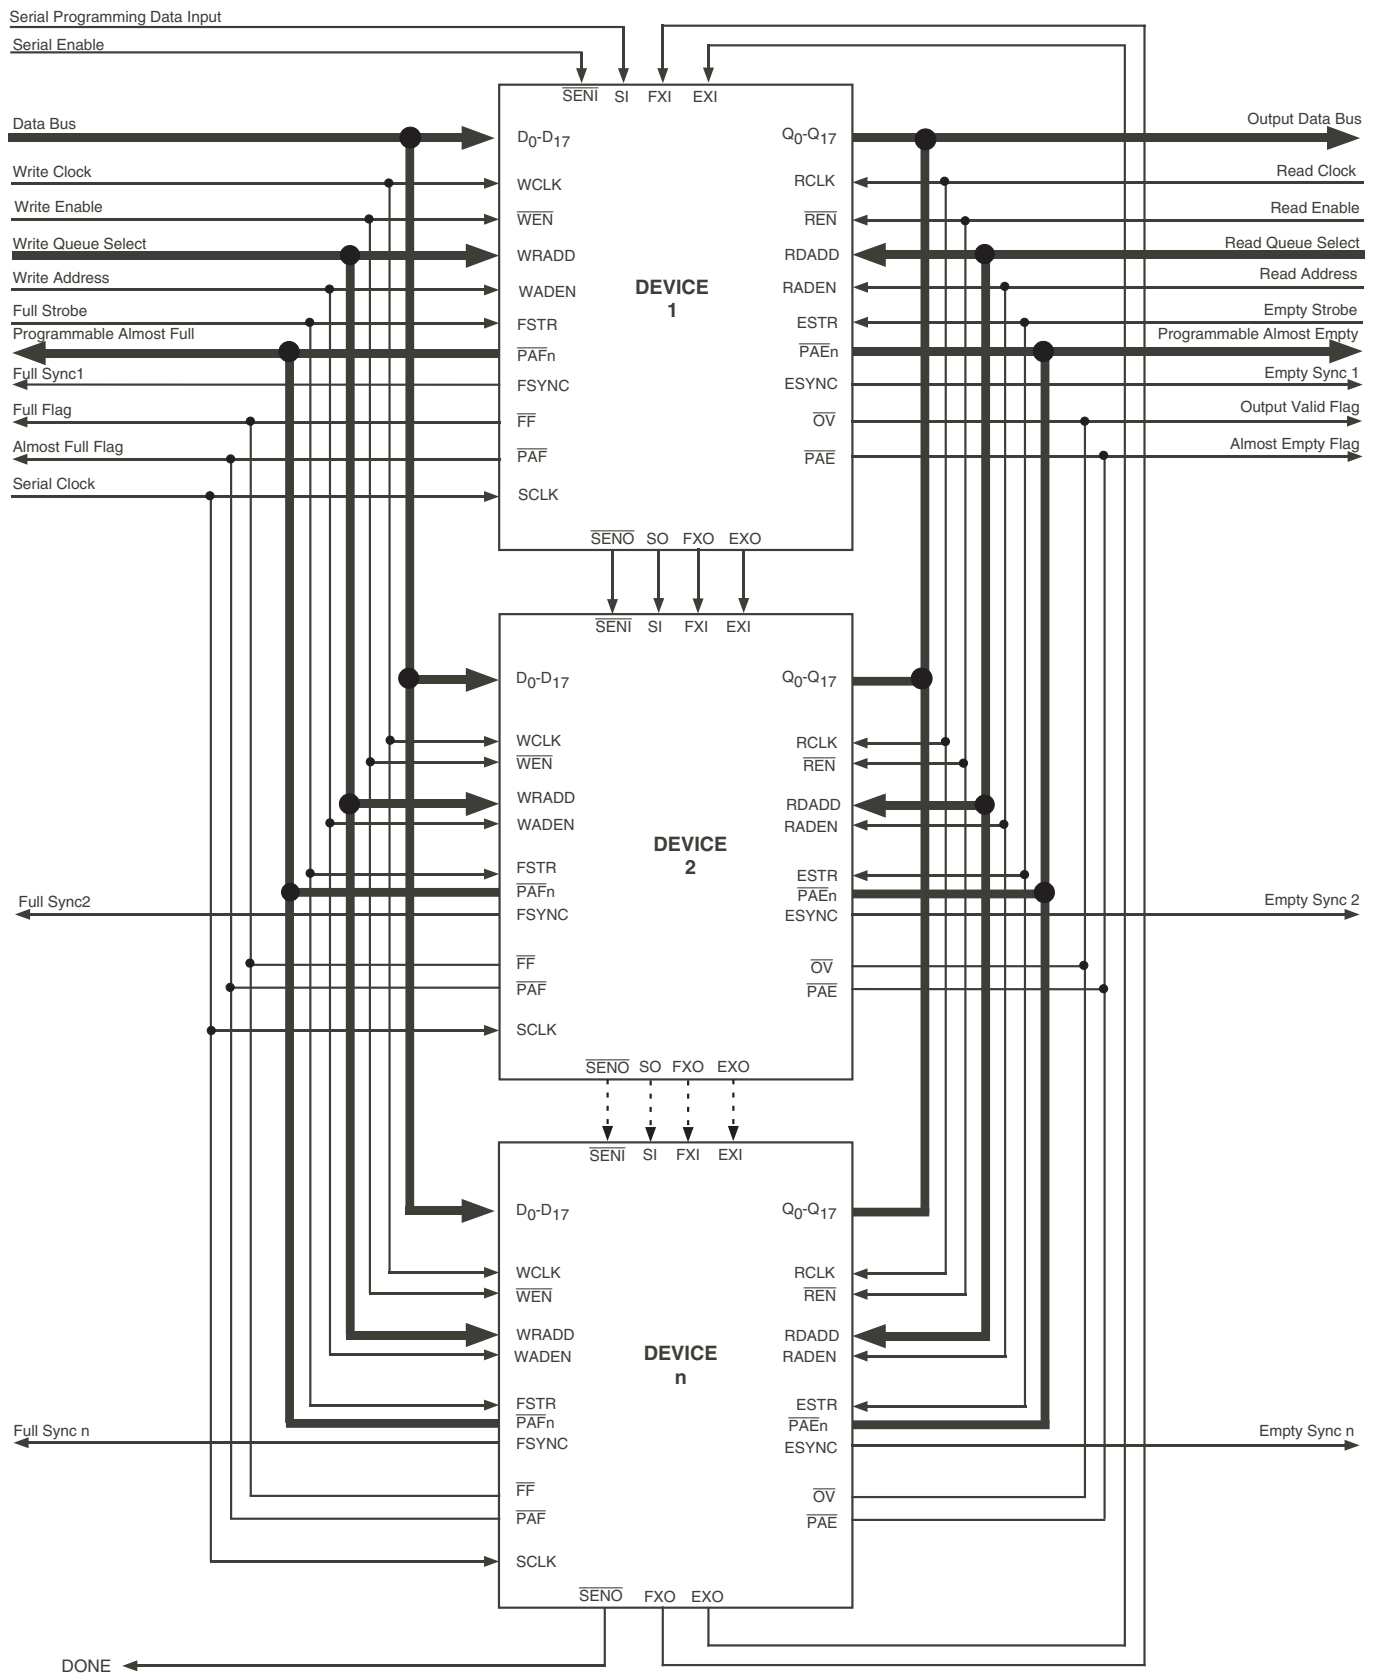 Serial Programming Data Input
Serial Enable
SENI SI FXI EXI
Data Bus D0-D17 Q0-Q17 Output Data Bus
Write Clock WCLK RCLK Read Clock
Write Enable WEN REN Read Enable
Write Queue Select WRADD RDADD Read Queue Select
Write Address WADEN RADEN Read Address
DEVICE
1
Full Strobe FSTR ESTR Empty Strobe
Programmable Almost Full PAFn PAEn Programmable Almost Empty
Full Sync1 FSYNC ESYNC Empty Sync 1
Full Flag FF OV Output Valid Flag
Almost Full Flag PAF PAE Almost Empty Flag
Serial Clock SCLK
SENO SO FXO EXO
SENI SI FXI EXI
D0-D17 Q0-Q17
WCLK RCLK
WEN REN
WRADD RDADD
WADEN RADEN
DEVICE
2
FSTR ESTR
PAFn PAEn
Full Sync2 FSYNC ESYNC Empty Sync 2
FF OV
PAF PAE
SCLK
SENO SO FXO EXO
SENI SI FXI EXI
D0-D17 Q0-Q17
WCLK RCLK
WEN REN
WRADD RDADD
WADEN RADEN
DEVICE
n
FSTR ESTR
PAFn PAEn
Full Sync n FSYNC ESYNC Empty Sync n
FF OV
PAF PAE
SCLK
SENO FXO EXO
DONE